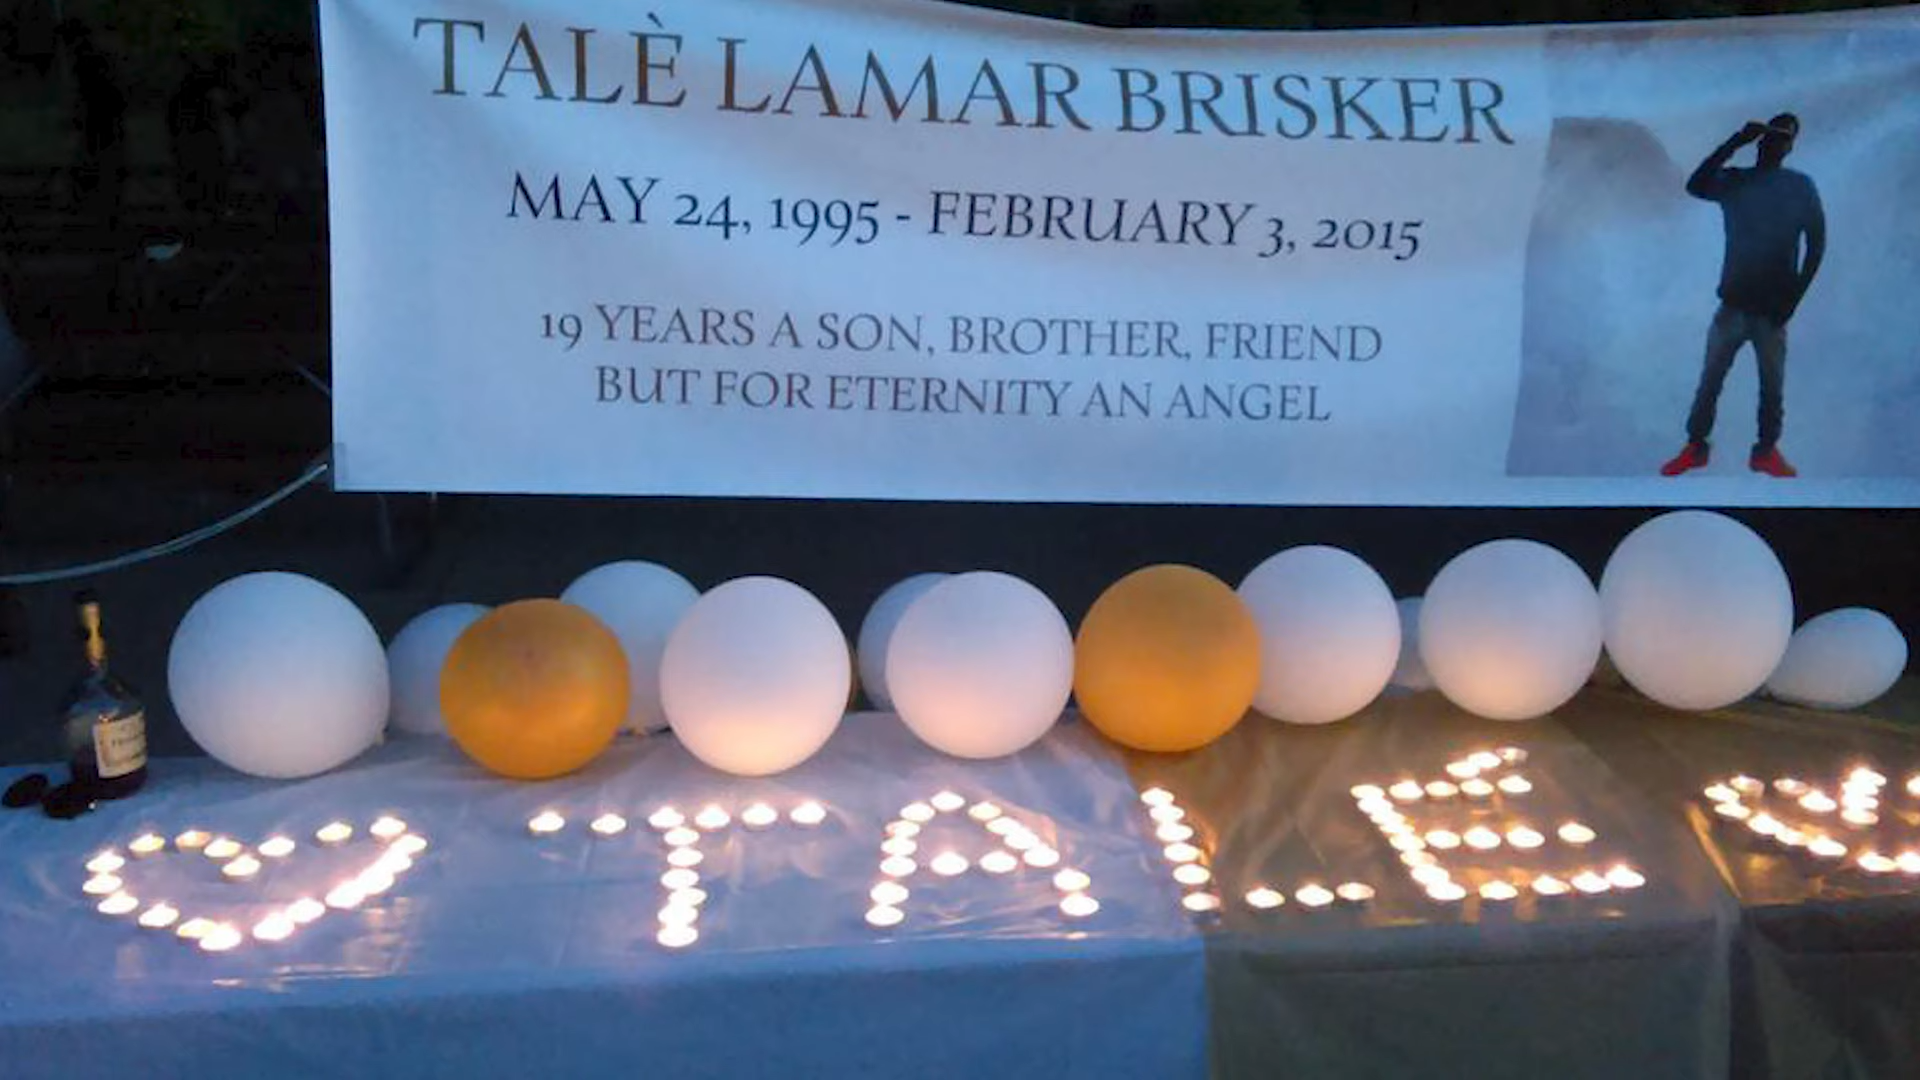 TALÈ LAMAR BRISKER
MAY 24, 1995 - FEBRUARY 3, 2015
19 YEARS A SON, BROTHER, FRIEND
BUT FOR ETERNITY AN ANGEL
TALÉ